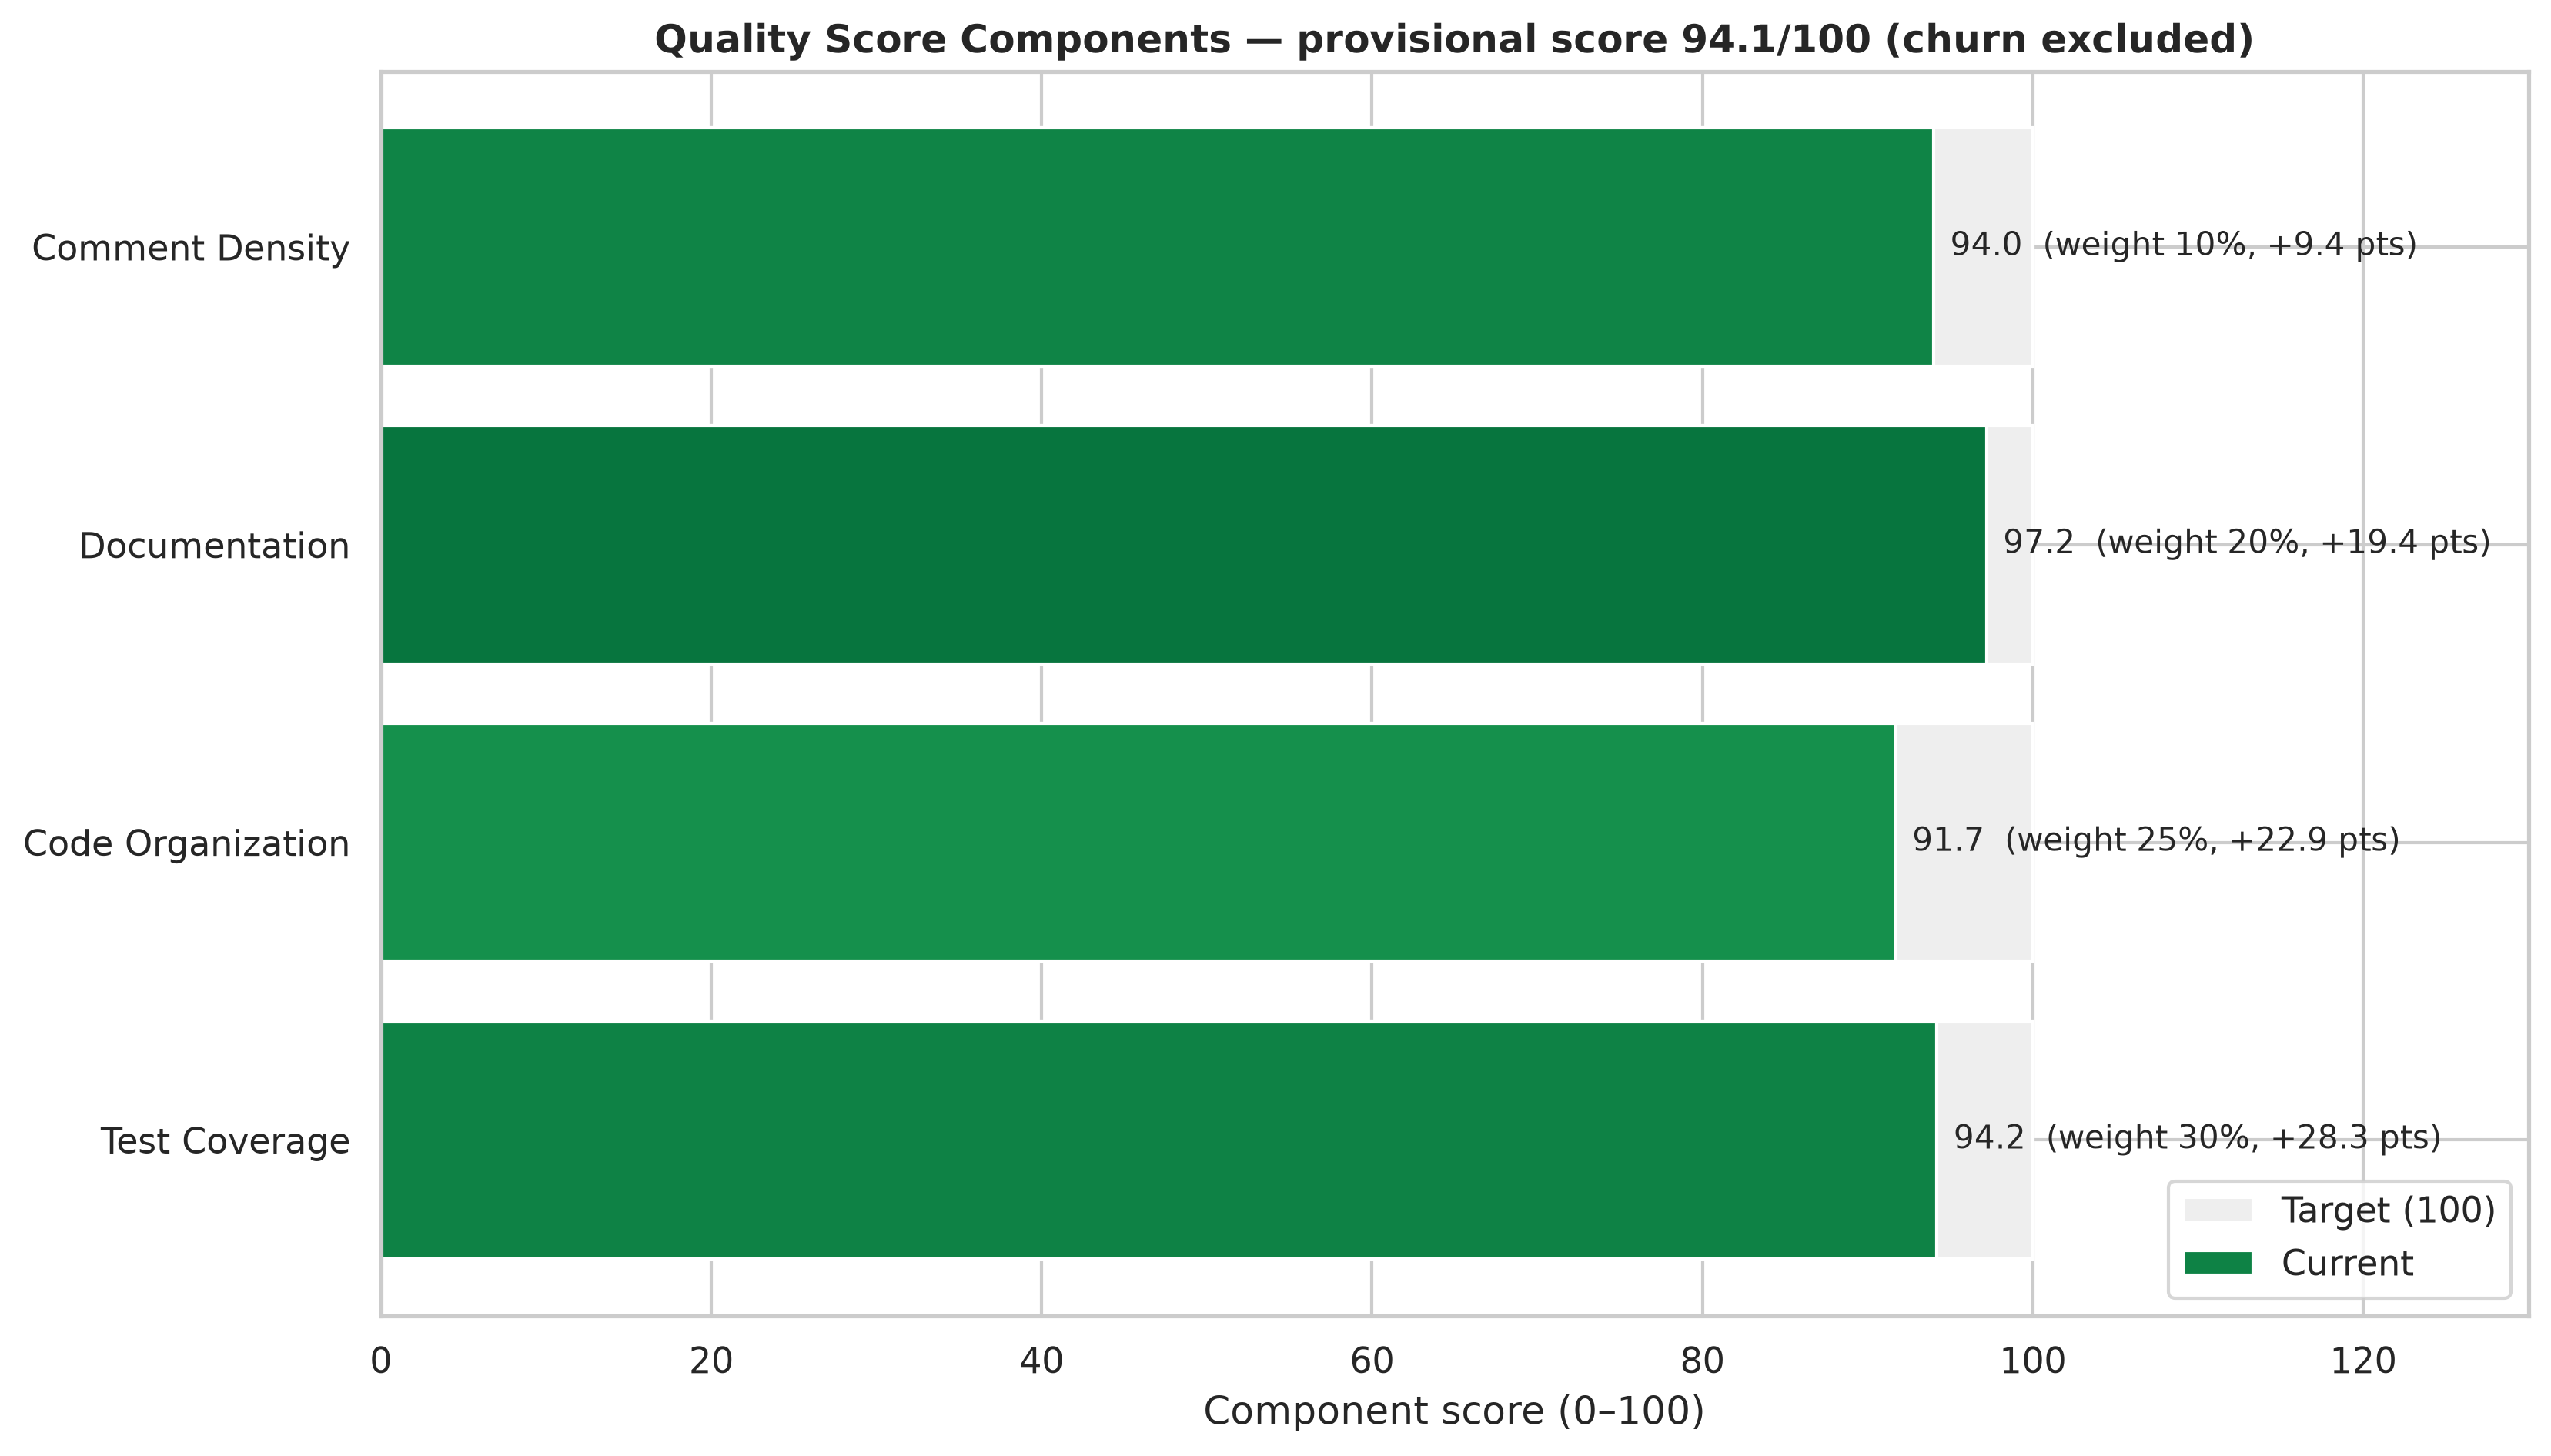 Quality Score Components — provisional score 94.1/100 (churn excluded)
Comment Density
94.0  (weight 10%, +9.4 pts)
Documentation
97.2  (weight 20%, +19.4 pts)
Code Organization
91.7  (weight 25%, +22.9 pts)
Test Coverage
94.2  (weight 30%, +28.3 pts)
Target (100)
Current
0 20 40 60 80 100 120
Component score (0–100)